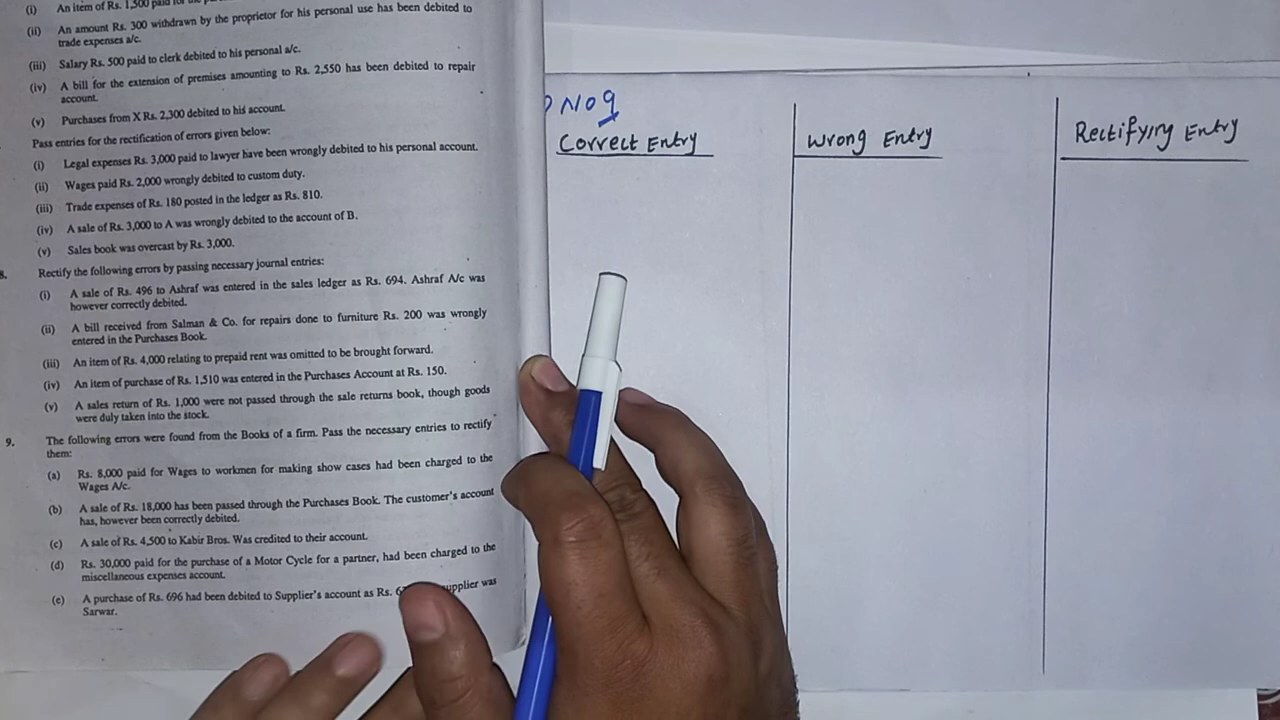 (i) An item of Rs. 1,500 paid for the
(ii) An amount Rs. 300 withdrawn by the proprietor for his personal use has been debited to
trade expenses a/c.
(iii) Salary Rs. 500 paid to clerk debited to his personal a/c.
(iv) A bill for the extension of premises amounting to Rs. 2,550 has been debited to repair
account.
(v) Purchases from X Rs. 2,300 debited to his account.
Pass entries for the rectification of errors given below:
(i) Legal expenses Rs. 3,000 paid to lawyer have been wrongly debited to his personal account.
(ii) Wages paid Rs. 2,000 wrongly debited to custom duty.
(iii) Trade expenses of Rs. 180 posted in the ledger as Rs. 810.
(iv) A sale of Rs. 3,000 to A was wrongly debited to the account of B.
(v) Sales book was overcast by Rs. 3,000.
8. Rectify the following errors by passing necessary journal entries:
(i) A sale of Rs. 496 to Ashraf was entered in the sales ledger as Rs. 694. Ashraf A/c was
however correctly debited.
(ii) A bill received from Salman & Co. for repairs done to furniture Rs. 200 was wrongly
entered in the Purchases Book.
(iii) An item of Rs. 4,000 relating to prepaid rent was omitted to be brought forward.
(iv) An item of purchase of Rs. 1,510 was entered in the Purchases Account at Rs. 150.
(v) A sales return of Rs. 1,000 were not passed through the sale returns book, though goods
were duly taken into the stock.
9. The following errors were found from the Books of a firm. Pass the necessary entries to rectify
them:
(a) Rs. 8,000 paid for Wages to workmen for making show cases had been charged to the
Wages A/c.
(b) A sale of Rs. 18,000 has been passed through the Purchases Book. The customer's account
has, however been correctly debited.
(c) A sale of Rs. 4,500 to Kabir Bros. Was credited to their account.
(d) Rs. 30,000 paid for the purchase of a Motor Cycle for a partner, had been charged to the
miscellaneous expenses account.
(e) A purchase of Rs. 696 had been debited to Supplier's account as Rs. supplier was
Sarwar.
No 9
Correct Entry
Wrong Entry
Rectifying Entry